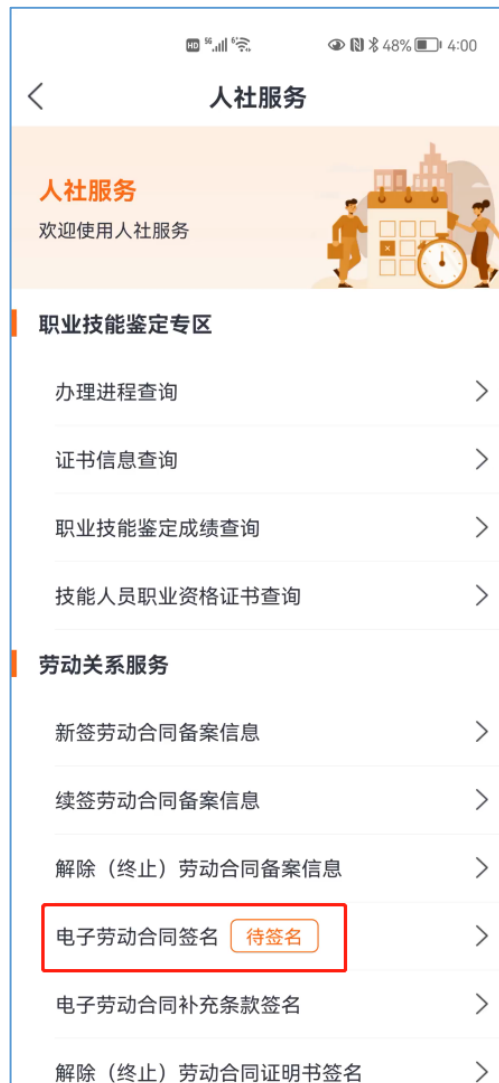 HD 5G 6 48% 4:00
人社服务
人社服务
欢迎使用人社服务
职业技能鉴定专区
办理进程查询
证书信息查询
职业技能鉴定成绩查询
技能人员职业资格证书查询
劳动关系服务
新签劳动合同备案信息
续签劳动合同备案信息
解除（终止）劳动合同备案信息
电子劳动合同签名 待签名
电子劳动合同补充条款签名
解除（终止）劳动合同证明书签名